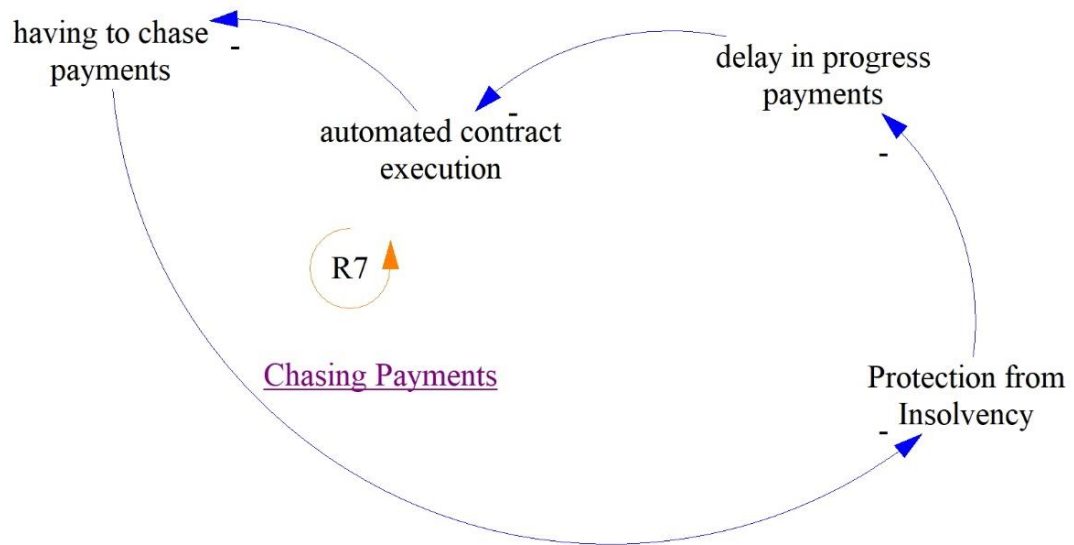 having to chase
payments
-
delay in progress
payments
-
automated contract
execution
-
R7
Chasing Payments
Protection from
Insolvency
-